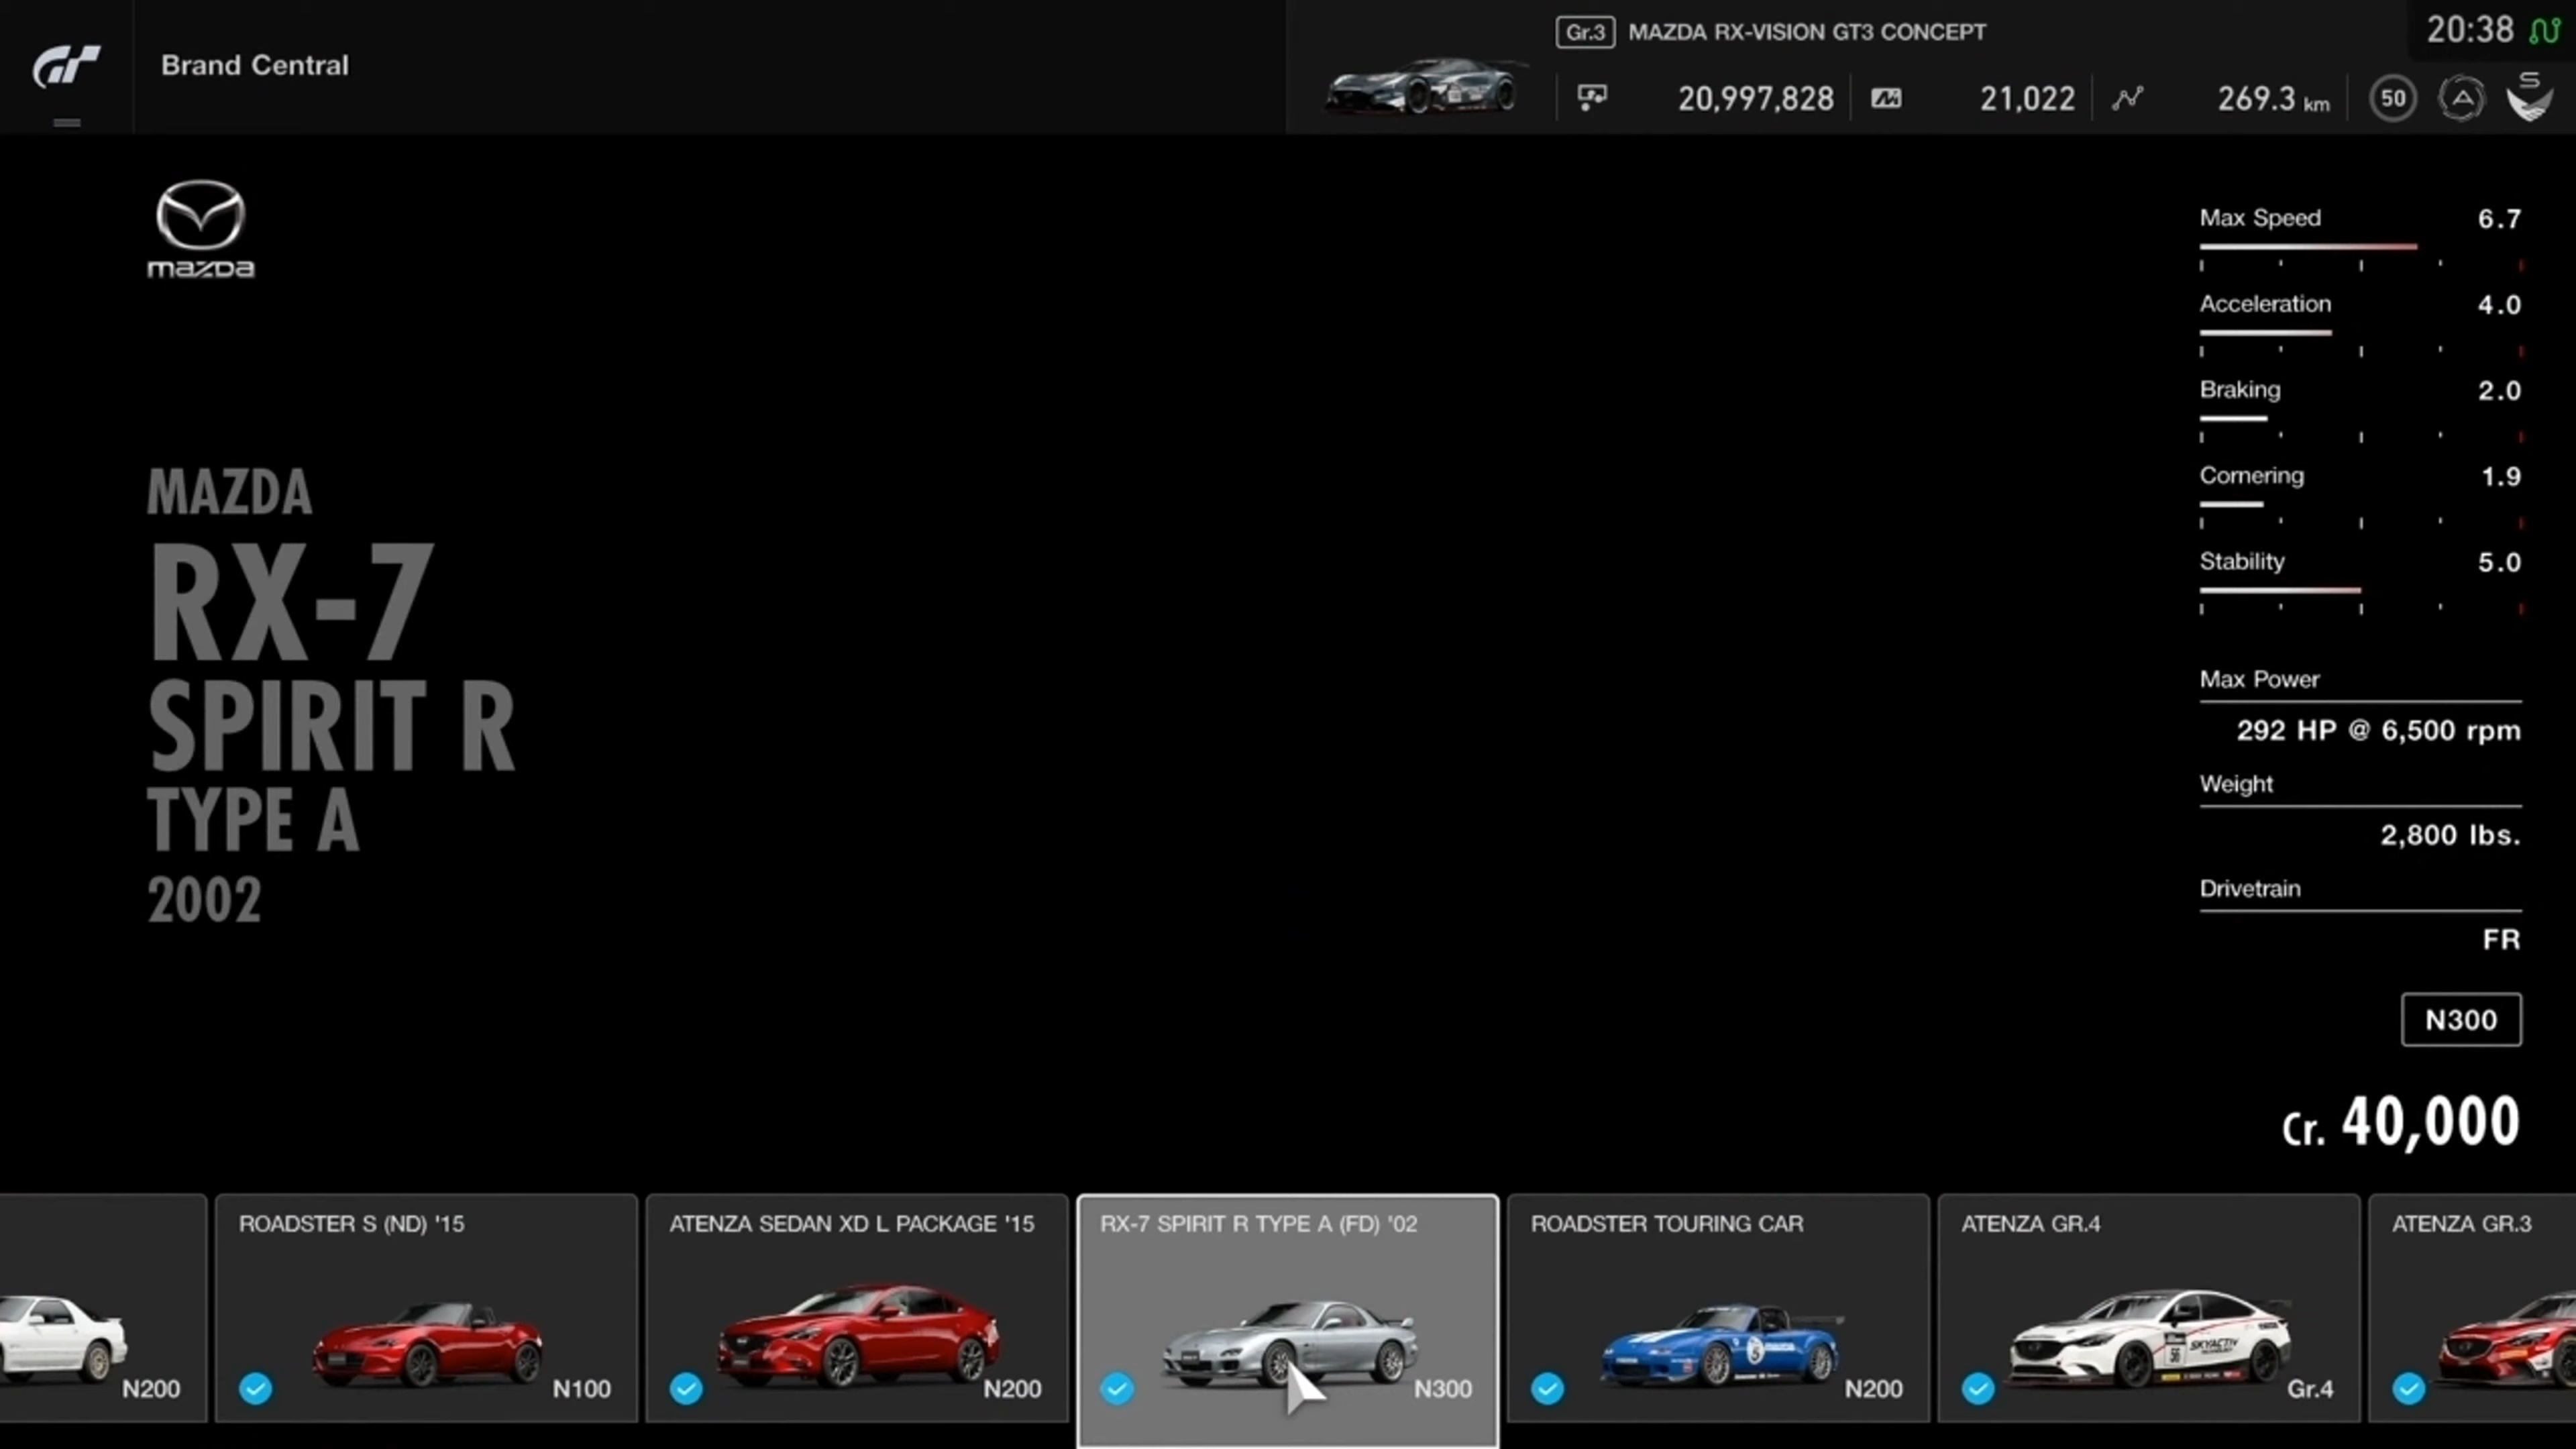 GT
Brand Central
Gr.3 MAZDA RX-VISION GT3 CONCEPT
20,997,828
21,022
269.3 km
50
A
S
20:38
mazda
MAZDA
RX-7
SPIRIT R
TYPE A
2002
Max Speed 6.7
Acceleration 4.0
Braking 2.0
Cornering 1.9
Stability 5.0
Max Power
292 HP @ 6,500 rpm
Weight
2,800 lbs.
Drivetrain
FR
N300
Cr. 40,000
N200
ROADSTER S (ND) '15
N100
ATENZA SEDAN XD L PACKAGE '15
N200
RX-7 SPIRIT R TYPE A (FD) '02
N300
ROADSTER TOURING CAR
5
N200
ATENZA GR.4
SKYACTIV
Gr.4
ATENZA GR.3